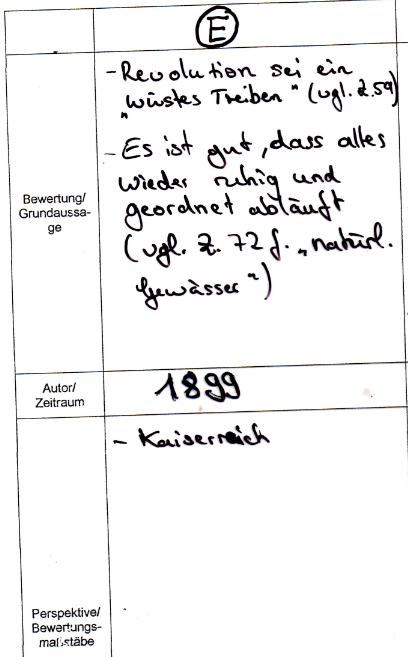 E
- Revolution sei ein
"wüstes Treiben" (vgl. Z.59)
- Es ist gut, dass alles
wieder ruhig und
geordnet abläuft
(vgl. Z. 72 f. „natürl.
Gewässer")
Bewertung/
Grundaussa-
ge
Autor/
Zeitraum
1899
- Kaiserreich
Perspektive/
Bewertungs-
maßstäbe